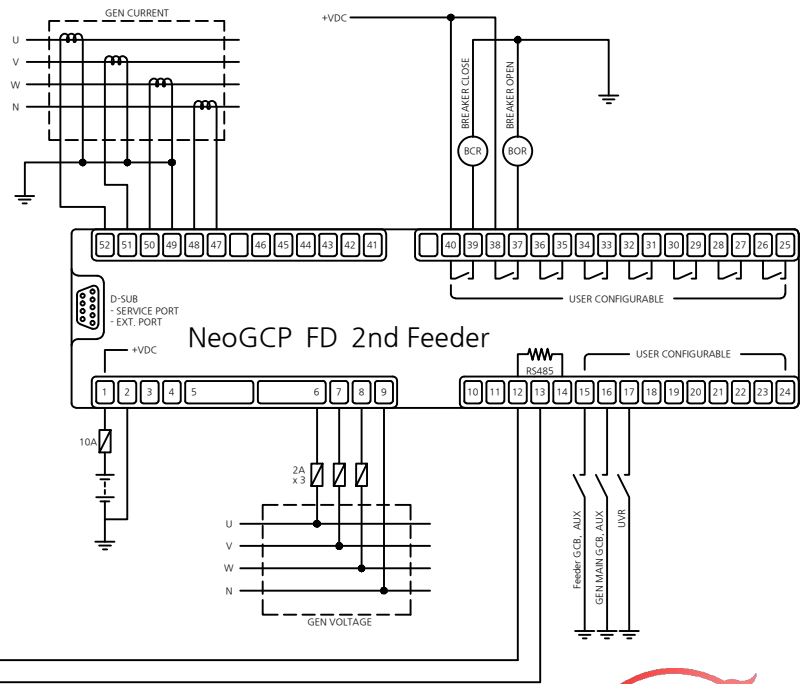 GEN CURRENT
U
V
W
N
+VDC
BREAKER CLOSE
BREAKER OPEN
BCR
BOR
52 51 50 49 48 47 46 45 44 43 42 41
40 39 38 37 36 35 34 33 32 31 30 29 28 27 26 25
USER CONFIGURABLE
D-SUB
- SERVICE PORT
- EXT. PORT
NeoGCP FD 2nd Feeder
+VDC
RS485
USER CONFIGURABLE
1 2 3 4 5 6 7 8 9
10 11 12 13 14 15 16 17 18 19 20 21 22 23 24
10A
2A
x 3
U
V
W
N
GEN VOLTAGE
Feeder GCB, AUX
GEN MAIN GCB, AUX
UVR